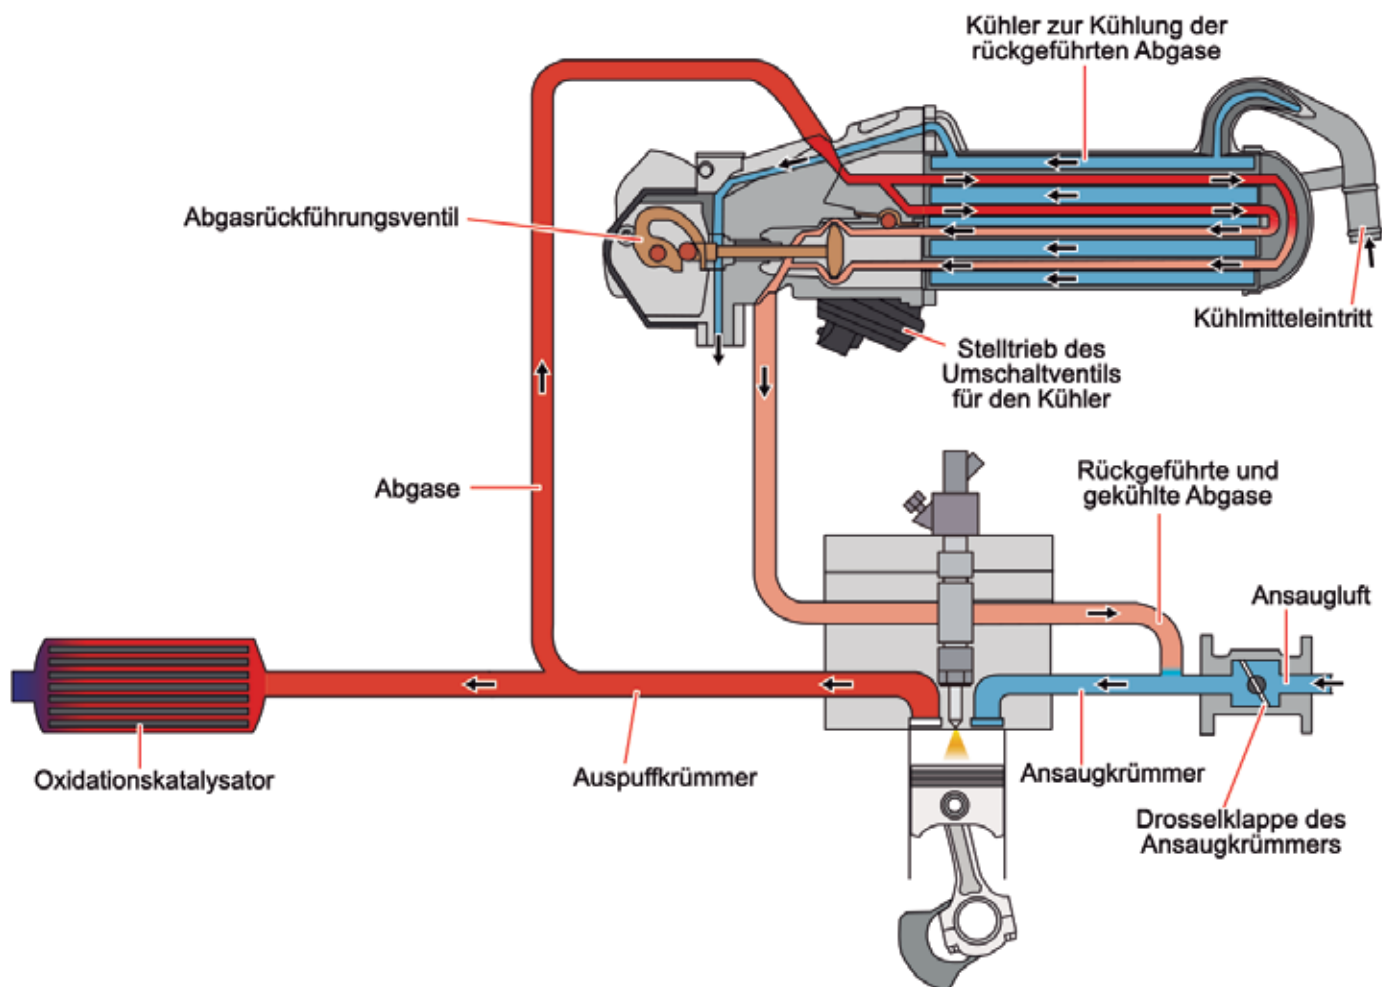 Kühler zur Kühlung der
rückgeführten Abgase
Abgasrückführungsventil
Kühlmitteleintritt
Stelltrieb des
Umschaltventils
für den Kühler
Abgase
Rückgeführte und
gekühlte Abgase
Ansaugluft
Oxidationskatalysator
Auspuffkrümmer
Ansaugkrümmer
Drosselklappe des
Ansaugkrümmers